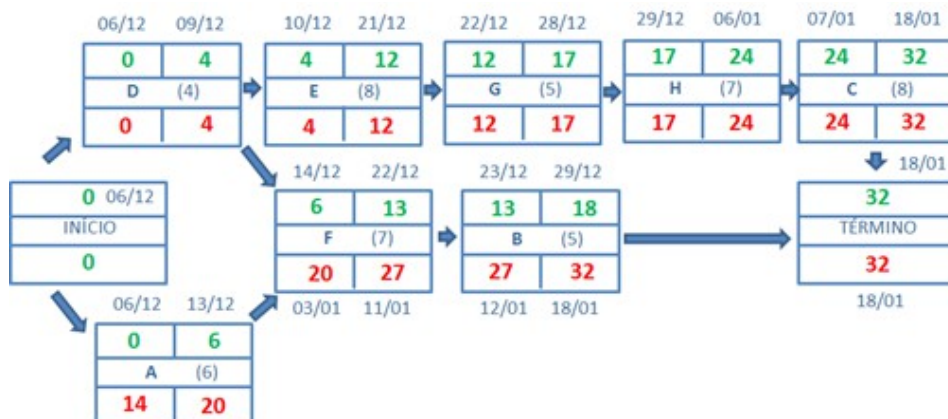 06/12 09/12 10/12 21/12 22/12 28/12 29/12 06/01 07/01 18/01
0 4 4 12 12 17 17 24 24 32
D (4) E (8) G (5) H (7) C (8)
0 4 4 12 12 17 17 24 24 32
14/12 22/12 23/12 29/12 18/01
0 06/12 6 13 13 18 32
INÍCIO F (7) B (5) TÉRMINO
0 20 27 27 32 32
06/12 13/12 03/01 11/01 12/01 18/01 18/01
0 6
A (6)
14 20